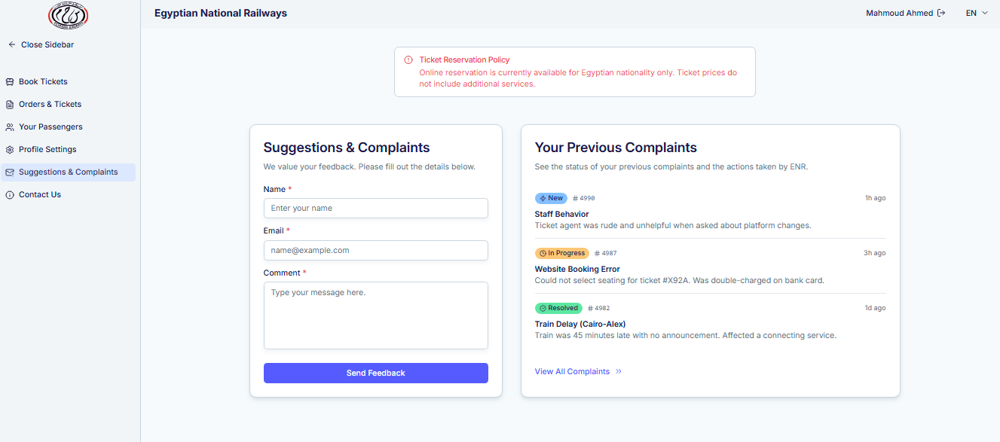 Egyptian National Railways
Mahmoud Ahmed
EN
Close Sidebar
Book Tickets
Orders & Tickets
Your Passengers
Profile Settings
Suggestions & Complaints
Contact Us
Ticket Reservation Policy
Online reservation is currently available for Egyptian nationality only. Ticket prices do
not include additional services.
Suggestions & Complaints
We value your feedback. Please fill out the details below.
Name *
Enter your name
Email *
name@example.com
Comment *
Type your message here.
Send Feedback
Your Previous Complaints
See the status of your previous complaints and the actions taken by ENR.
New # 4990 1h ago
Staff Behavior
Ticket agent was rude and unhelpful when asked about platform changes.
In Progress # 4987 3h ago
Website Booking Error
Could not select seating for ticket #X92A. Was double-charged on bank card.
Resolved # 4982 1d ago
Train Delay (Cairo-Alex)
Train was 45 minutes late with no announcement. Affected a connecting service.
View All Complaints